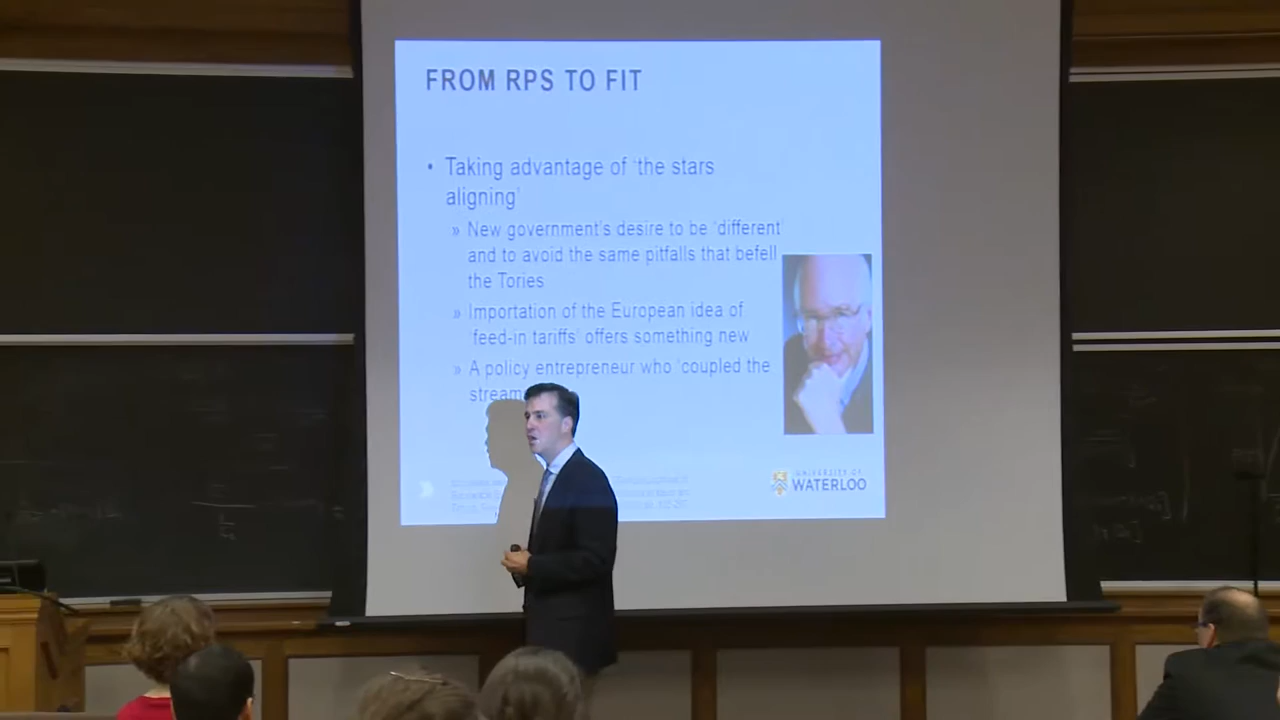 FROM RPS TO FIT
• Taking advantage of 'the stars
aligning'
» New government's desire to be 'different'
and to avoid the same pitfalls that befell
the Tories
» Importation of the European idea of
'feed-in tariffs' offers something new
» A policy entrepreneur who 'coupled the
UNIVERSITY OF
WATERLOO